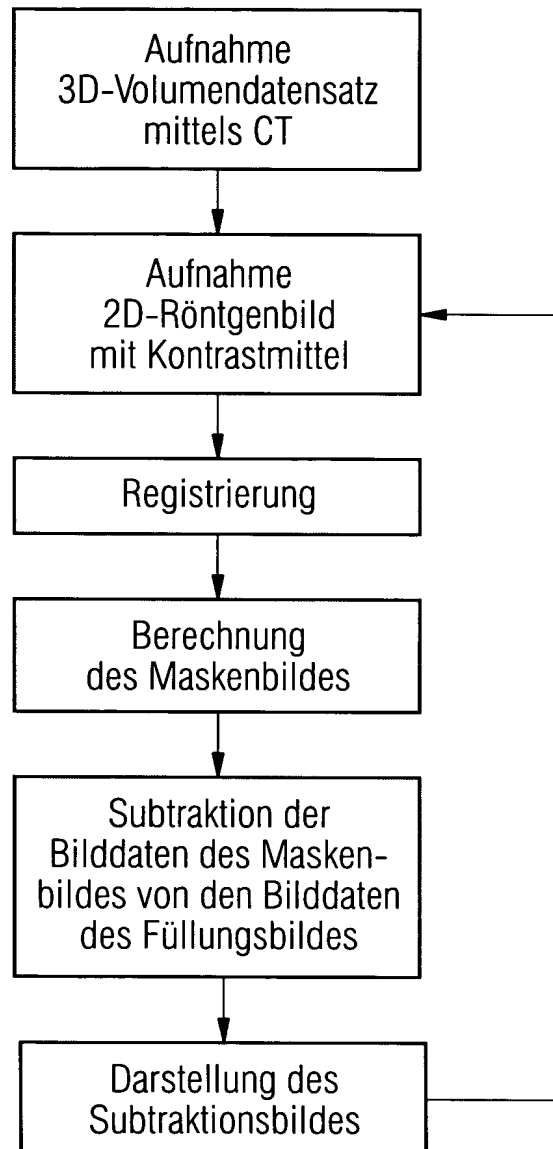 Aufnahme
3D-Volumendatensatz
mittels CT
Aufnahme
2D-Röntgenbild
mit Kontrastmittel
Registrierung
Berechnung
des Maskenbildes
Subtraktion der
Bilddaten des Masken-
bildes von den Bilddaten
des Füllungsbildes
Darstellung des
Subtraktionsbildes